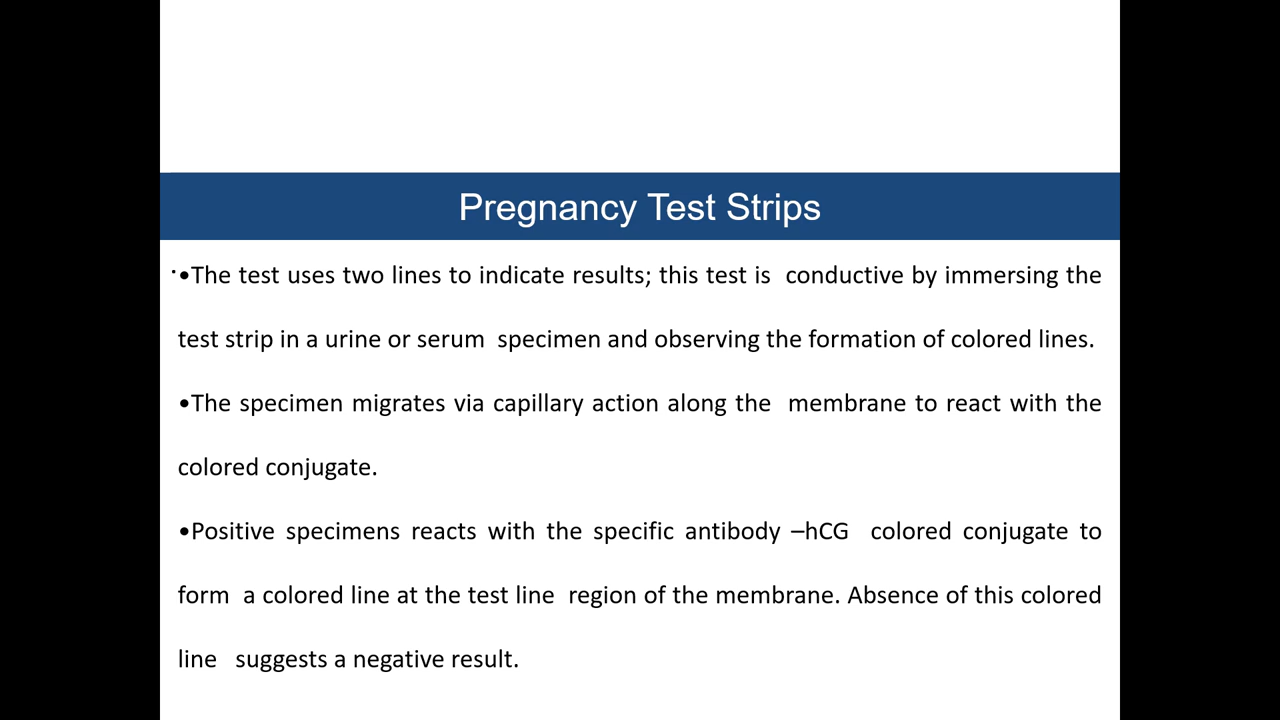 Pregnancy Test Strips
•The test uses two lines to indicate results; this test is conductive by immersing the
test strip in a urine or serum specimen and observing the formation of colored lines.
•The specimen migrates via capillary action along the membrane to react with the
colored conjugate.
•Positive specimens reacts with the specific antibody –hCG colored conjugate to
form a colored line at the test line region of the membrane. Absence of this colored
line suggests a negative result.